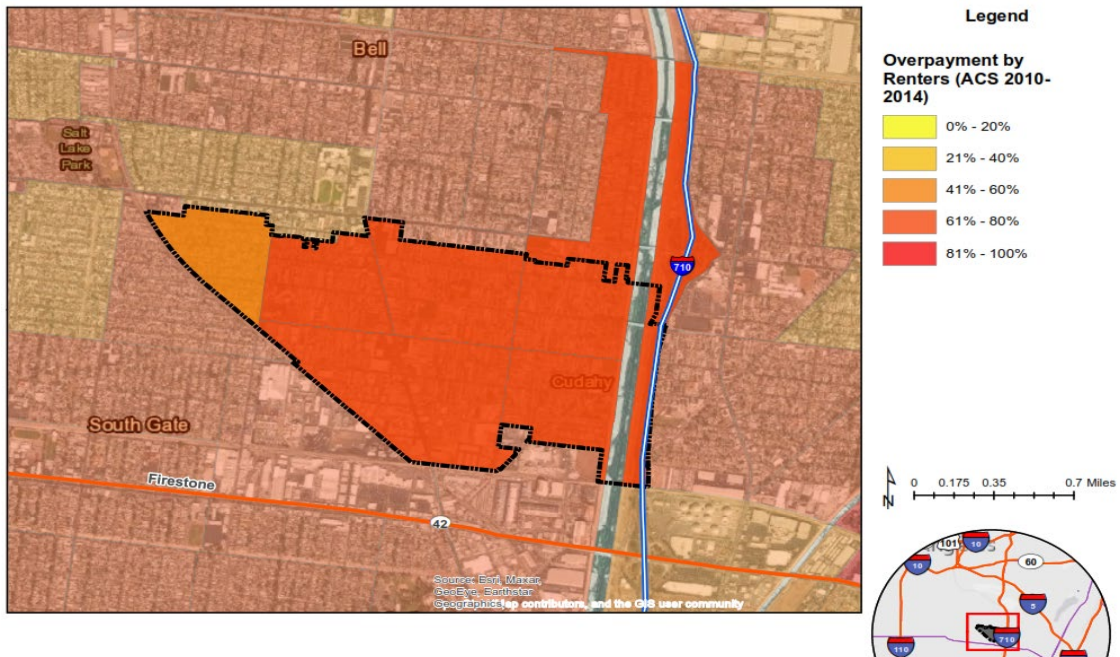 Legend
Overpayment by
Renters (ACS 2010-
2014)
0% - 20%
21% - 40%
41% - 60%
61% - 80%
81% - 100%
Bell
Salt
Lake
Park
710
Cudahy
South Gate
Firestone
42
Source: Esri, Maxar,
GeoEye, Earthstar
Geographics, contributors, and the GIS user community
0 0.175 0.35 0.7 Miles
N
101
10
10
60
5
710
110